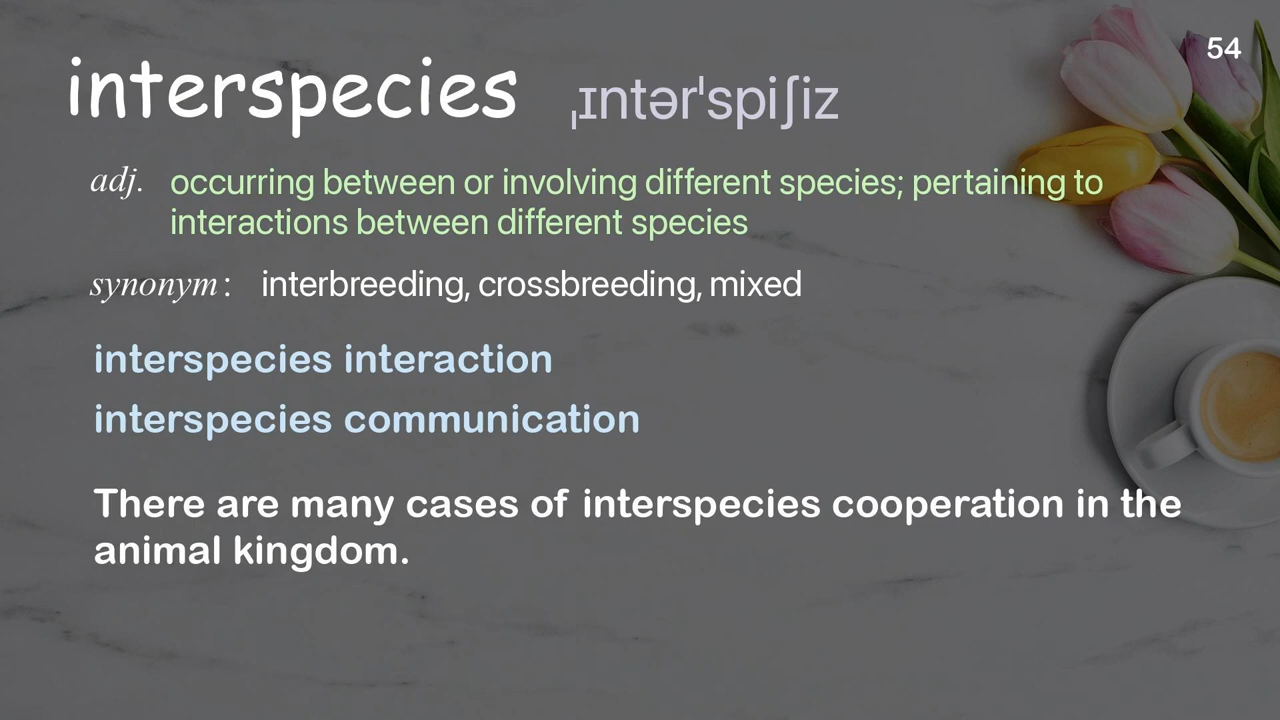 54
interspecies ˌɪntərˈspiʃiz
adj. occurring between or involving different species; pertaining to
interactions between different species
synonym : interbreeding, crossbreeding, mixed
interspecies interaction
interspecies communication
There are many cases of interspecies cooperation in the
animal kingdom.